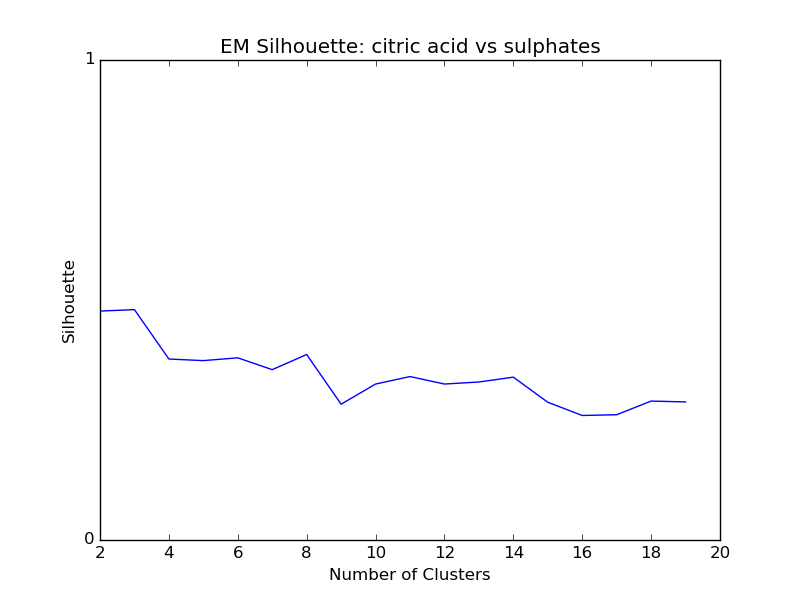 EM Silhouette: citric acid vs sulphates
1
Silhouette
0
2 4 6 8 10 12 14 16 18 20
Number of Clusters